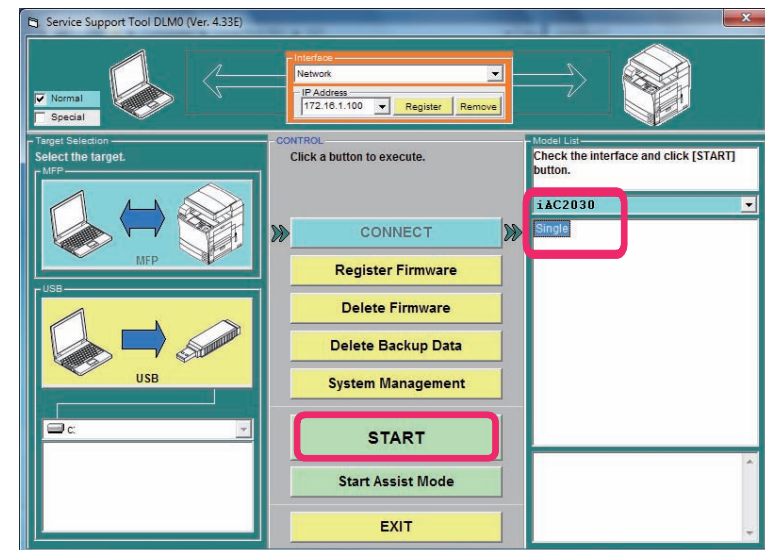 Service Support Tool DLM0 (Ver. 4.33E)
Interface
Network
IP Address
172.16.1.100
Register
Remove
Normal
Special
Target Selection
Select the target.
MFP
MFP
USB
USB
c:
CONTROL
Click a button to execute.
CONNECT
Register Firmware
Delete Firmware
Delete Backup Data
System Management
START
Start Assist Mode
EXIT
Model List
Check the interface and click [START]
button.
iAC2030
Single